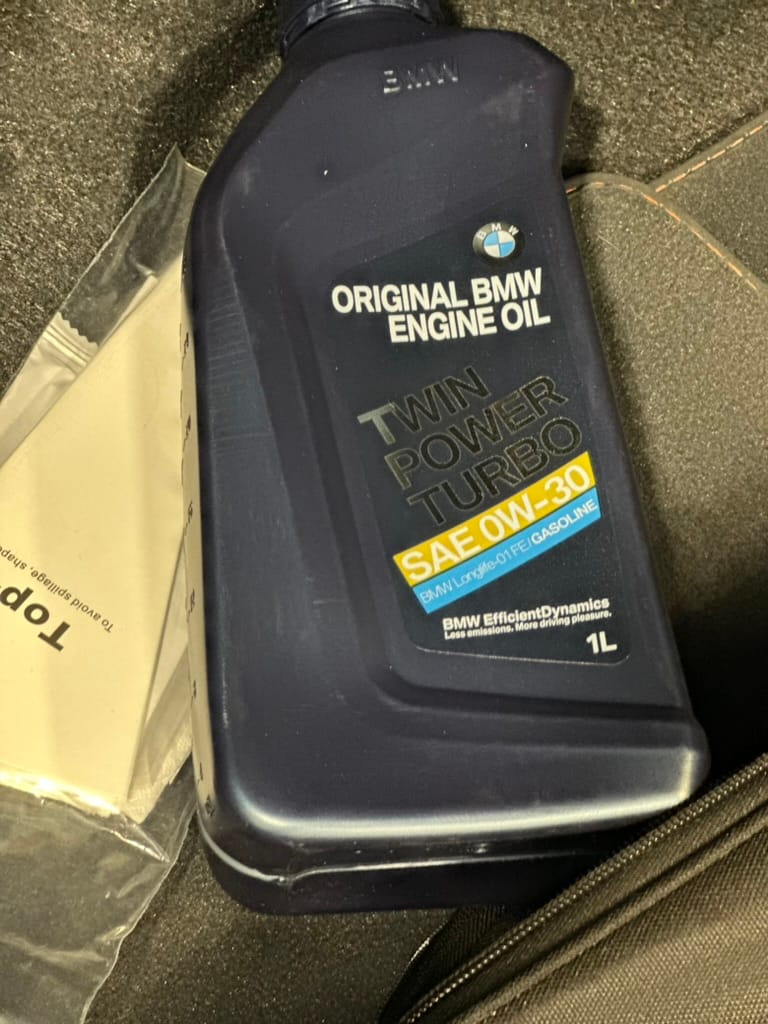 BMW
BMW
ORIGINAL BMW
ENGINE OIL
TWIN
POWER
TURBO
SAE 0W-30
BMW Longlife-01 FE/GASOLINE
BMW EfficientDynamics
Less emissions. More driving pleasure.
1L
Top
To avoid spillage,